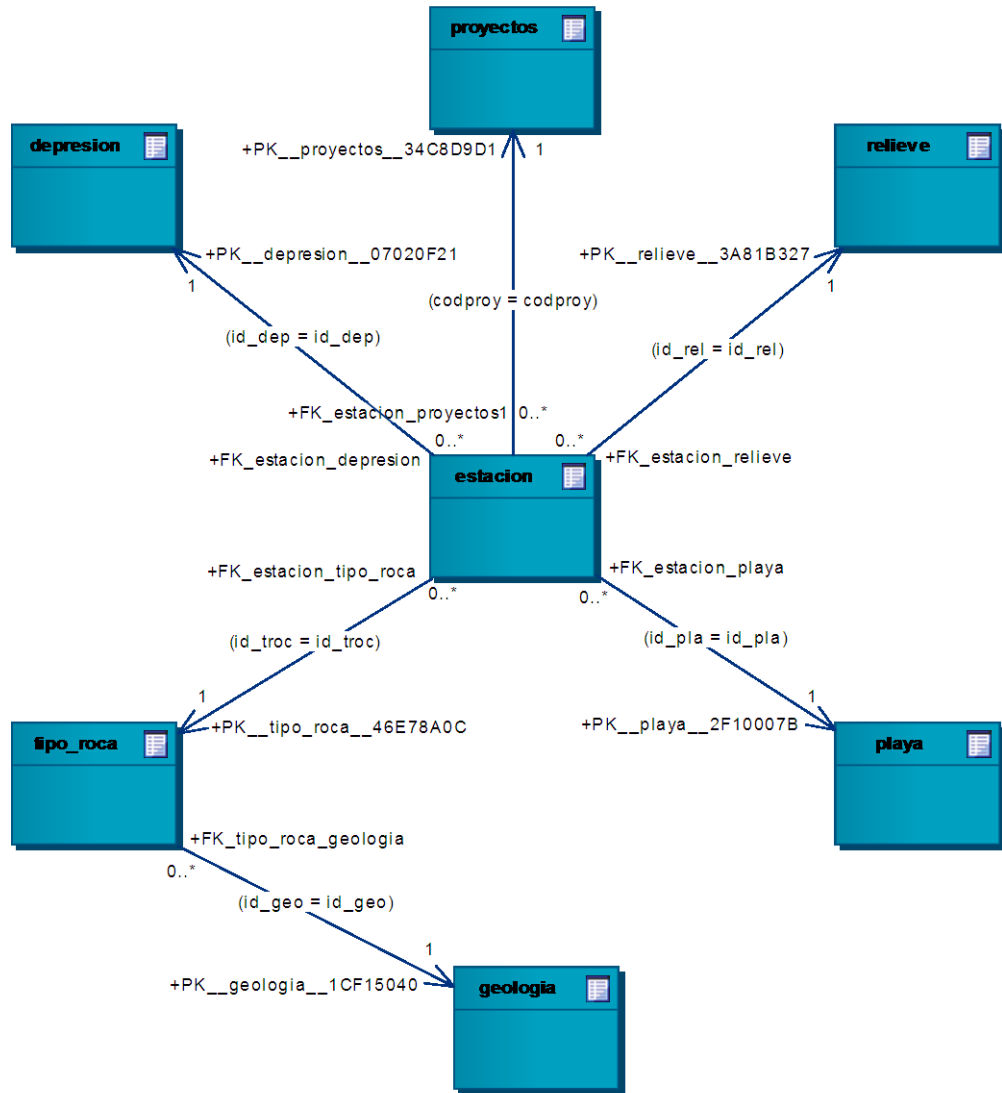 proyectos
depresion
relieve
+PK__proyectos__34C8D9D1
1
+PK__depresion__07020F21
1
+PK__relieve__3A81B327
1
(codproy = codproy)
(id_dep = id_dep)
(id_rel = id_rel)
+FK_estacion_proyectos1
0..*
0..*
0..*
+FK_estacion_depresion
+FK_estacion_relieve
estacion
+FK_estacion_tipo_roca
0..*
+FK_estacion_playa
0..*
(id_troc = id_troc)
(id_pla = id_pla)
1
1
+PK__tipo_roca__46E78A0C
+PK__playa__2F10007B
tipo_roca
playa
+FK_tipo_roca_geologia
0..*
(id_geo = id_geo)
1
+PK__geologia__1CF15040
geologia